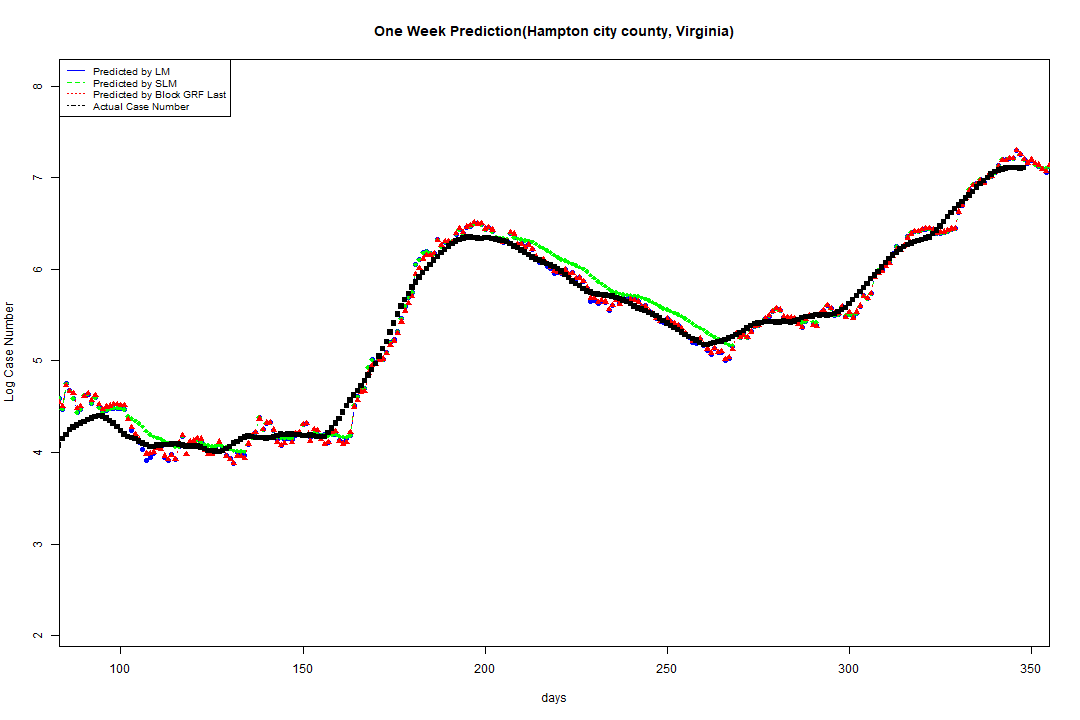 One Week Prediction(Hampton city county, Virginia)
Predicted by LM
Predicted by SLM
Predicted by Block GRF Last
Actual Case Number
8
7
6
5
4
3
2
Log Case Number
100 150 200 250 300 350
days